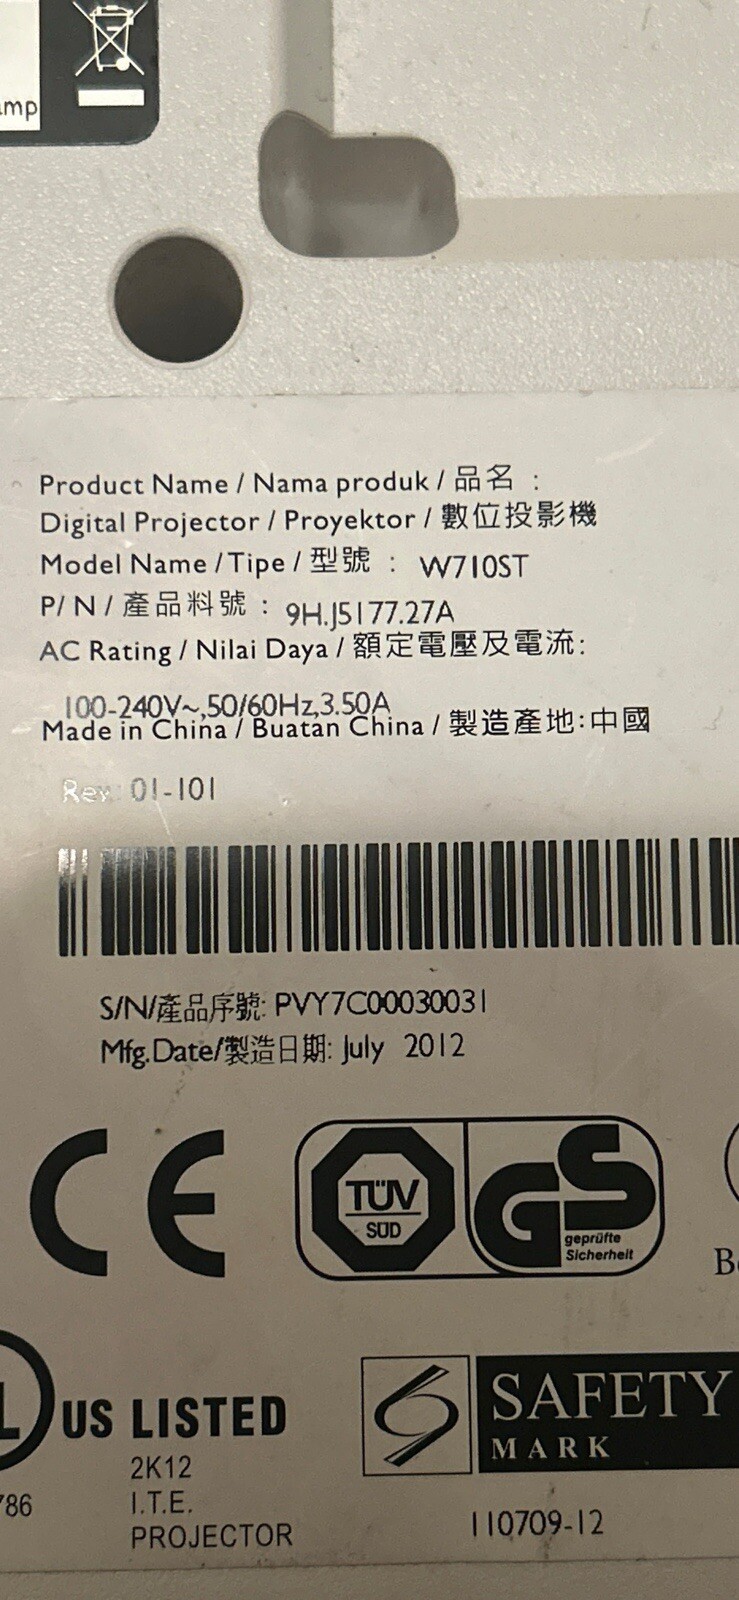 amp
Product Name / Nama produk / 品名 :
Digital Projector / Proyektor / 數位投影機
Model Name / Tipe / 型號 : W710ST
P/ N / 產品料號 : 9H.J5177.27A
AC Rating / Nilai Daya / 額定電壓及電流:
100-240V~,50/60Hz,3.50A
Made in China / Buatan China / 製造產地:中國
Rev: 01-101
S/N/產品序號: PVY7C00030031
Mfg.Date/製造日期: July 2012
CE
TÜV
SÜD
GS
geprüfte
Sicherheit
US LISTED
2K12
I.T.E.
PROJECTOR
786
SAFETY
MARK
110709-12